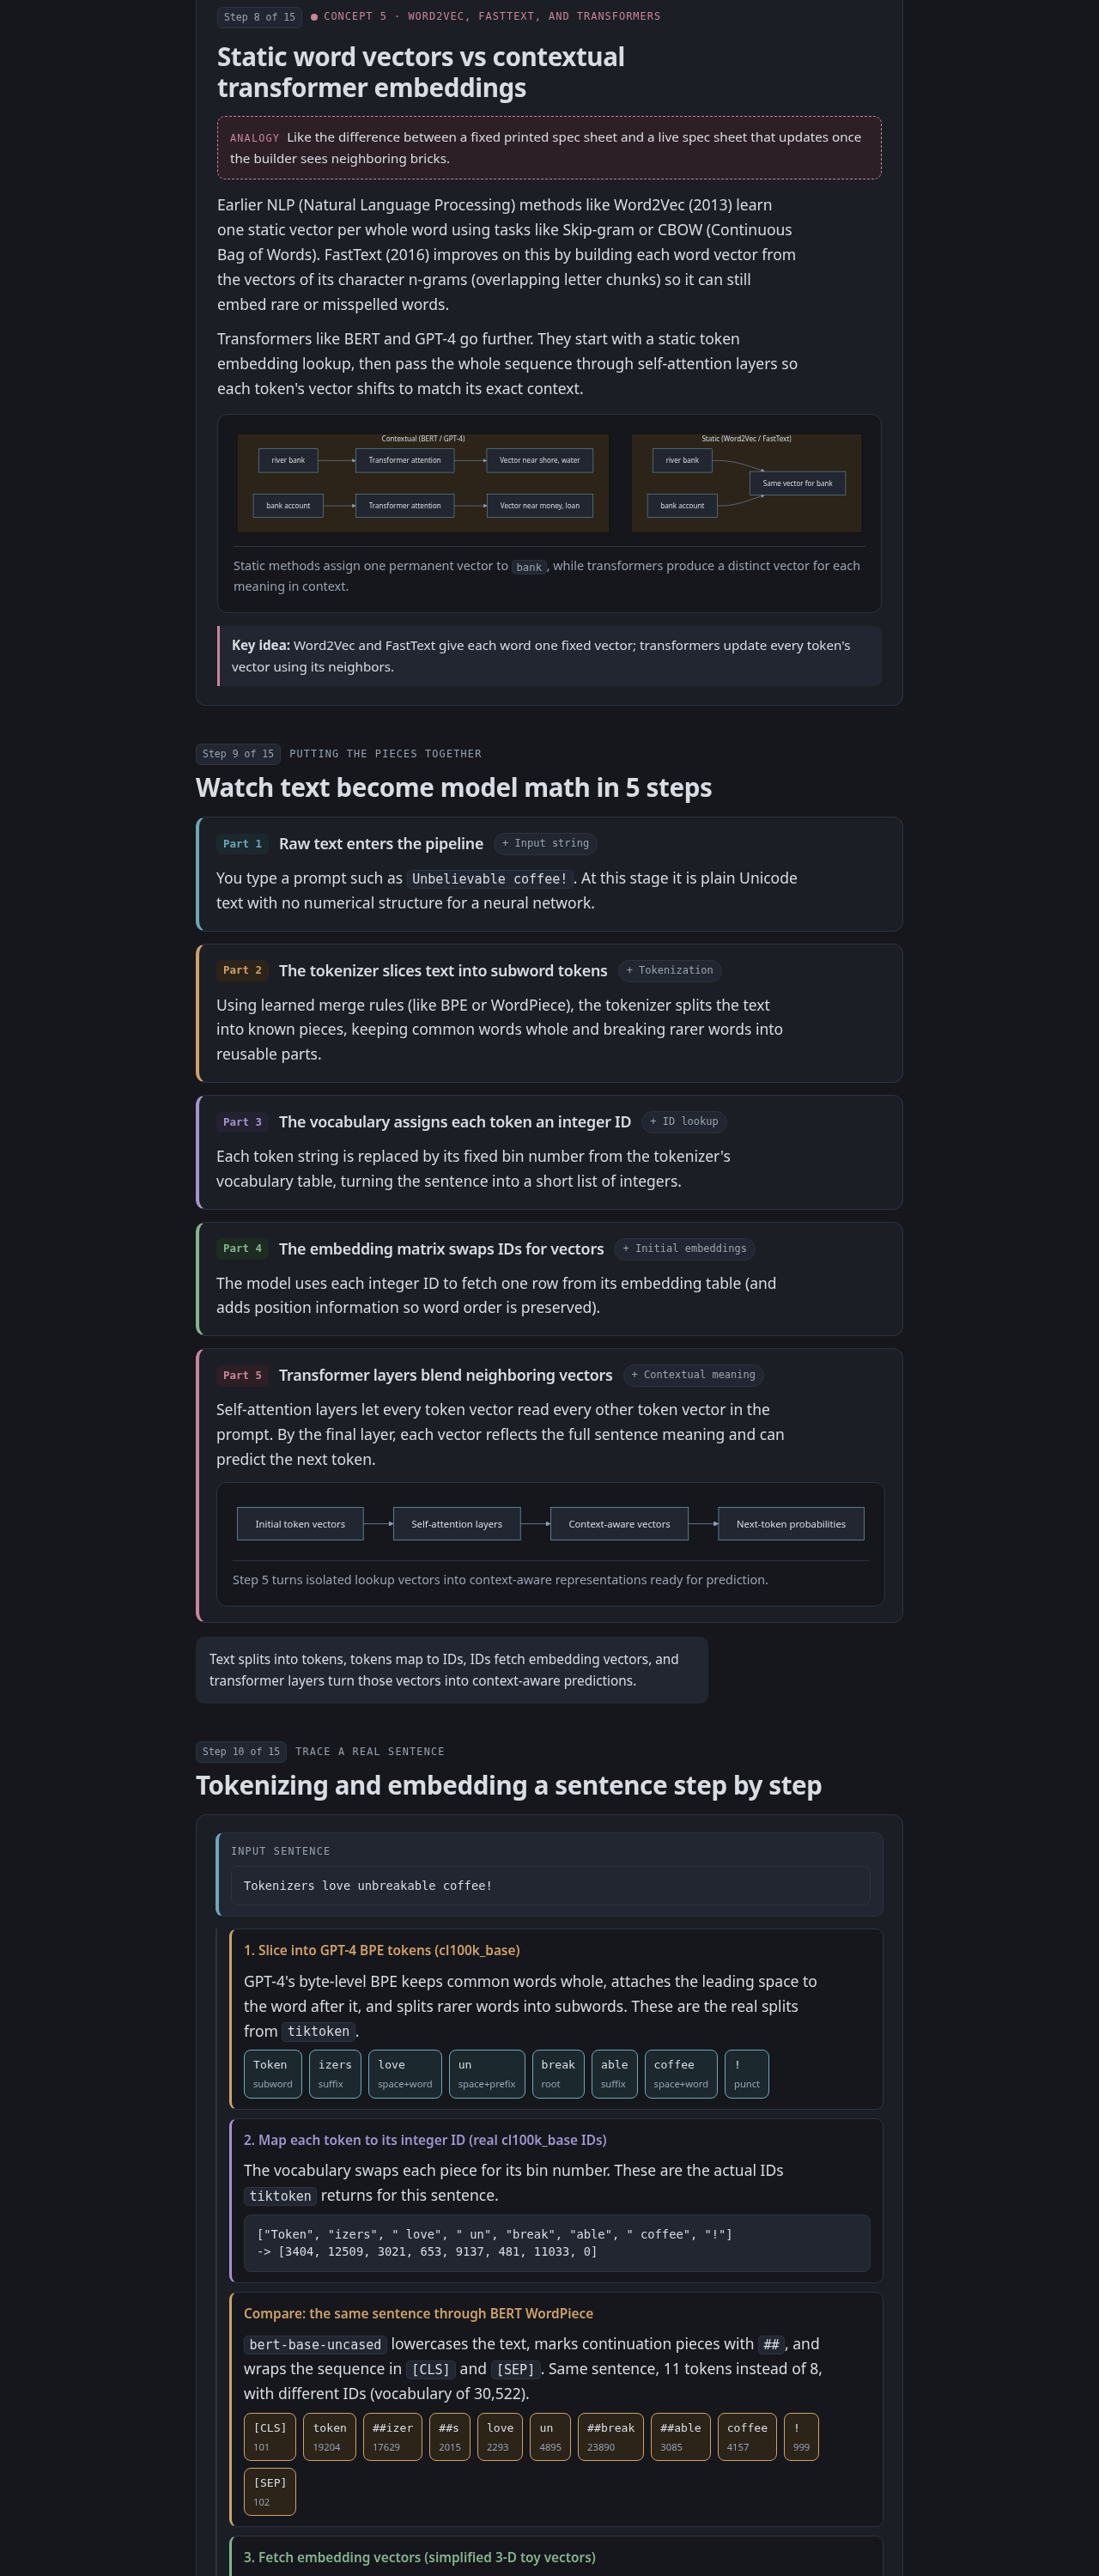 Step 8 of 15 CONCEPT 5 · WORD2VEC, FASTTEXT, AND TRANSFORMERS
Static word vectors vs contextual
transformer embeddings
ANALOGY Like the difference between a fixed printed spec sheet and a live spec sheet that updates once
the builder sees neighboring bricks.
Earlier NLP (Natural Language Processing) methods like Word2Vec (2013) learn
one static vector per whole word using tasks like Skip-gram or CBOW (Continuous
Bag of Words). FastText (2016) improves on this by building each word vector from
the vectors of its character n-grams (overlapping letter chunks) so it can still
embed rare or misspelled words.
Transformers like BERT and GPT-4 go further. They start with a static token
embedding lookup, then pass the whole sequence through self-attention layers so
each token's vector shifts to match its exact context.
Contextual (BERT / GPT-4)
river bank
Transformer attention
Vector near shore, water
bank account
Transformer attention
Vector near money, loan
Static (Word2Vec / FastText)
river bank
Same vector for bank
bank account
Static methods assign one permanent vector to bank, while transformers produce a distinct vector for each
meaning in context.
Key idea: Word2Vec and FastText give each word one fixed vector; transformers update every token's
vector using its neighbors.
Step 9 of 15 PUTTING THE PIECES TOGETHER
Watch text become model math in 5 steps
Part 1 Raw text enters the pipeline + Input string
You type a prompt such as Unbelievable coffee!. At this stage it is plain Unicode
text with no numerical structure for a neural network.
Part 2 The tokenizer slices text into subword tokens + Tokenization
Using learned merge rules (like BPE or WordPiece), the tokenizer splits the text
into known pieces, keeping common words whole and breaking rarer words into
reusable parts.
Part 3 The vocabulary assigns each token an integer ID + ID lookup
Each token string is replaced by its fixed bin number from the tokenizer's
vocabulary table, turning the sentence into a short list of integers.
Part 4 The embedding matrix swaps IDs for vectors + Initial embeddings
The model uses each integer ID to fetch one row from its embedding table (and
adds position information so word order is preserved).
Part 5 Transformer layers blend neighboring vectors + Contextual meaning
Self-attention layers let every token vector read every other token vector in the
prompt. By the final layer, each vector reflects the full sentence meaning and can
predict the next token.
Initial token vectors
Self-attention layers
Context-aware vectors
Next-token probabilities
Step 5 turns isolated lookup vectors into context-aware representations ready for prediction.
Text splits into tokens, tokens map to IDs, IDs fetch embedding vectors, and
transformer layers turn those vectors into context-aware predictions.
Step 10 of 15 TRACE A REAL SENTENCE
Tokenizing and embedding a sentence step by step
INPUT SENTENCE
Tokenizers love unbreakable coffee!
1. Slice into GPT-4 BPE tokens (cl100k_base)
GPT-4's byte-level BPE keeps common words whole, attaches the leading space to
the word after it, and splits rarer words into subwords. These are the real splits
from tiktoken.
Token izers love un break able coffee !
subword suffix space+word space+prefix root suffix space+word punct
2. Map each token to its integer ID (real cl100k_base IDs)
The vocabulary swaps each piece for its bin number. These are the actual IDs
tiktoken returns for this sentence.
["Token", "izers", " love", " un", "break", "able", " coffee", "!"]
-> [3404, 12509, 3021, 653, 9137, 481, 11033, 0]
Compare: the same sentence through BERT WordPiece
bert-base-uncased lowercases the text, marks continuation pieces with ##, and
wraps the sequence in [CLS] and [SEP]. Same sentence, 11 tokens instead of 8,
with different IDs (vocabulary of 30,522).
[CLS] token ##izer ##s love un ##break ##able coffee !
101 19204 17629 2015 2293 4895 23890 3085 4157 999
[SEP]
102
3. Fetch embedding vectors (simplified 3-D toy vectors)